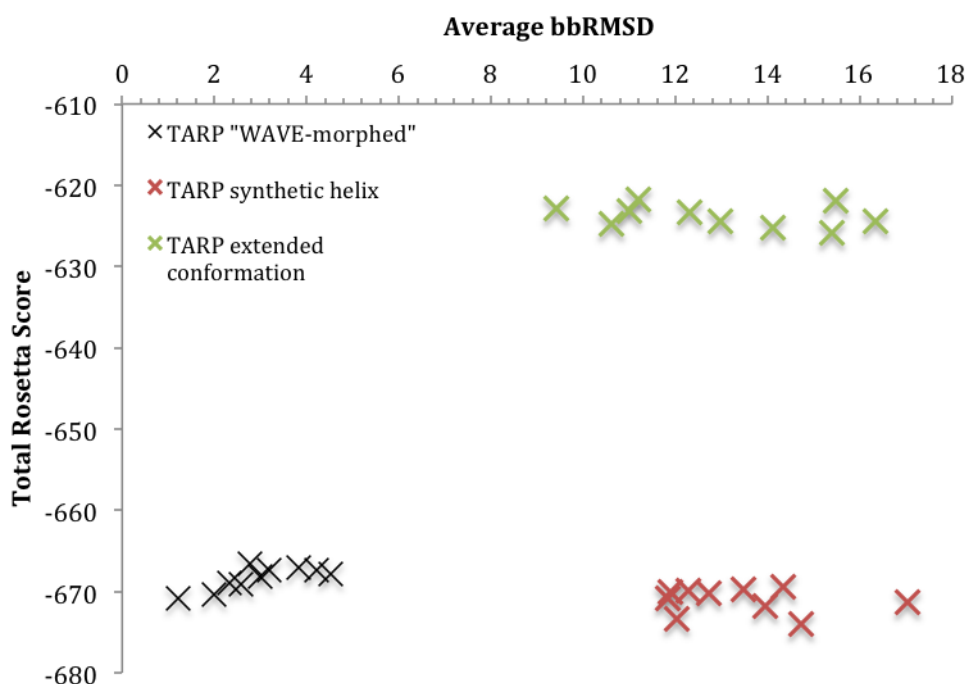 Average bbRMSD
0 2 4 6 8 10 12 14 16 18
-610
TARP "WAVE-morphed"
-620
TARP synthetic helix
TARP extended
conformation
-630
-640
Total Rosetta Score
-650
-660
-670
-680